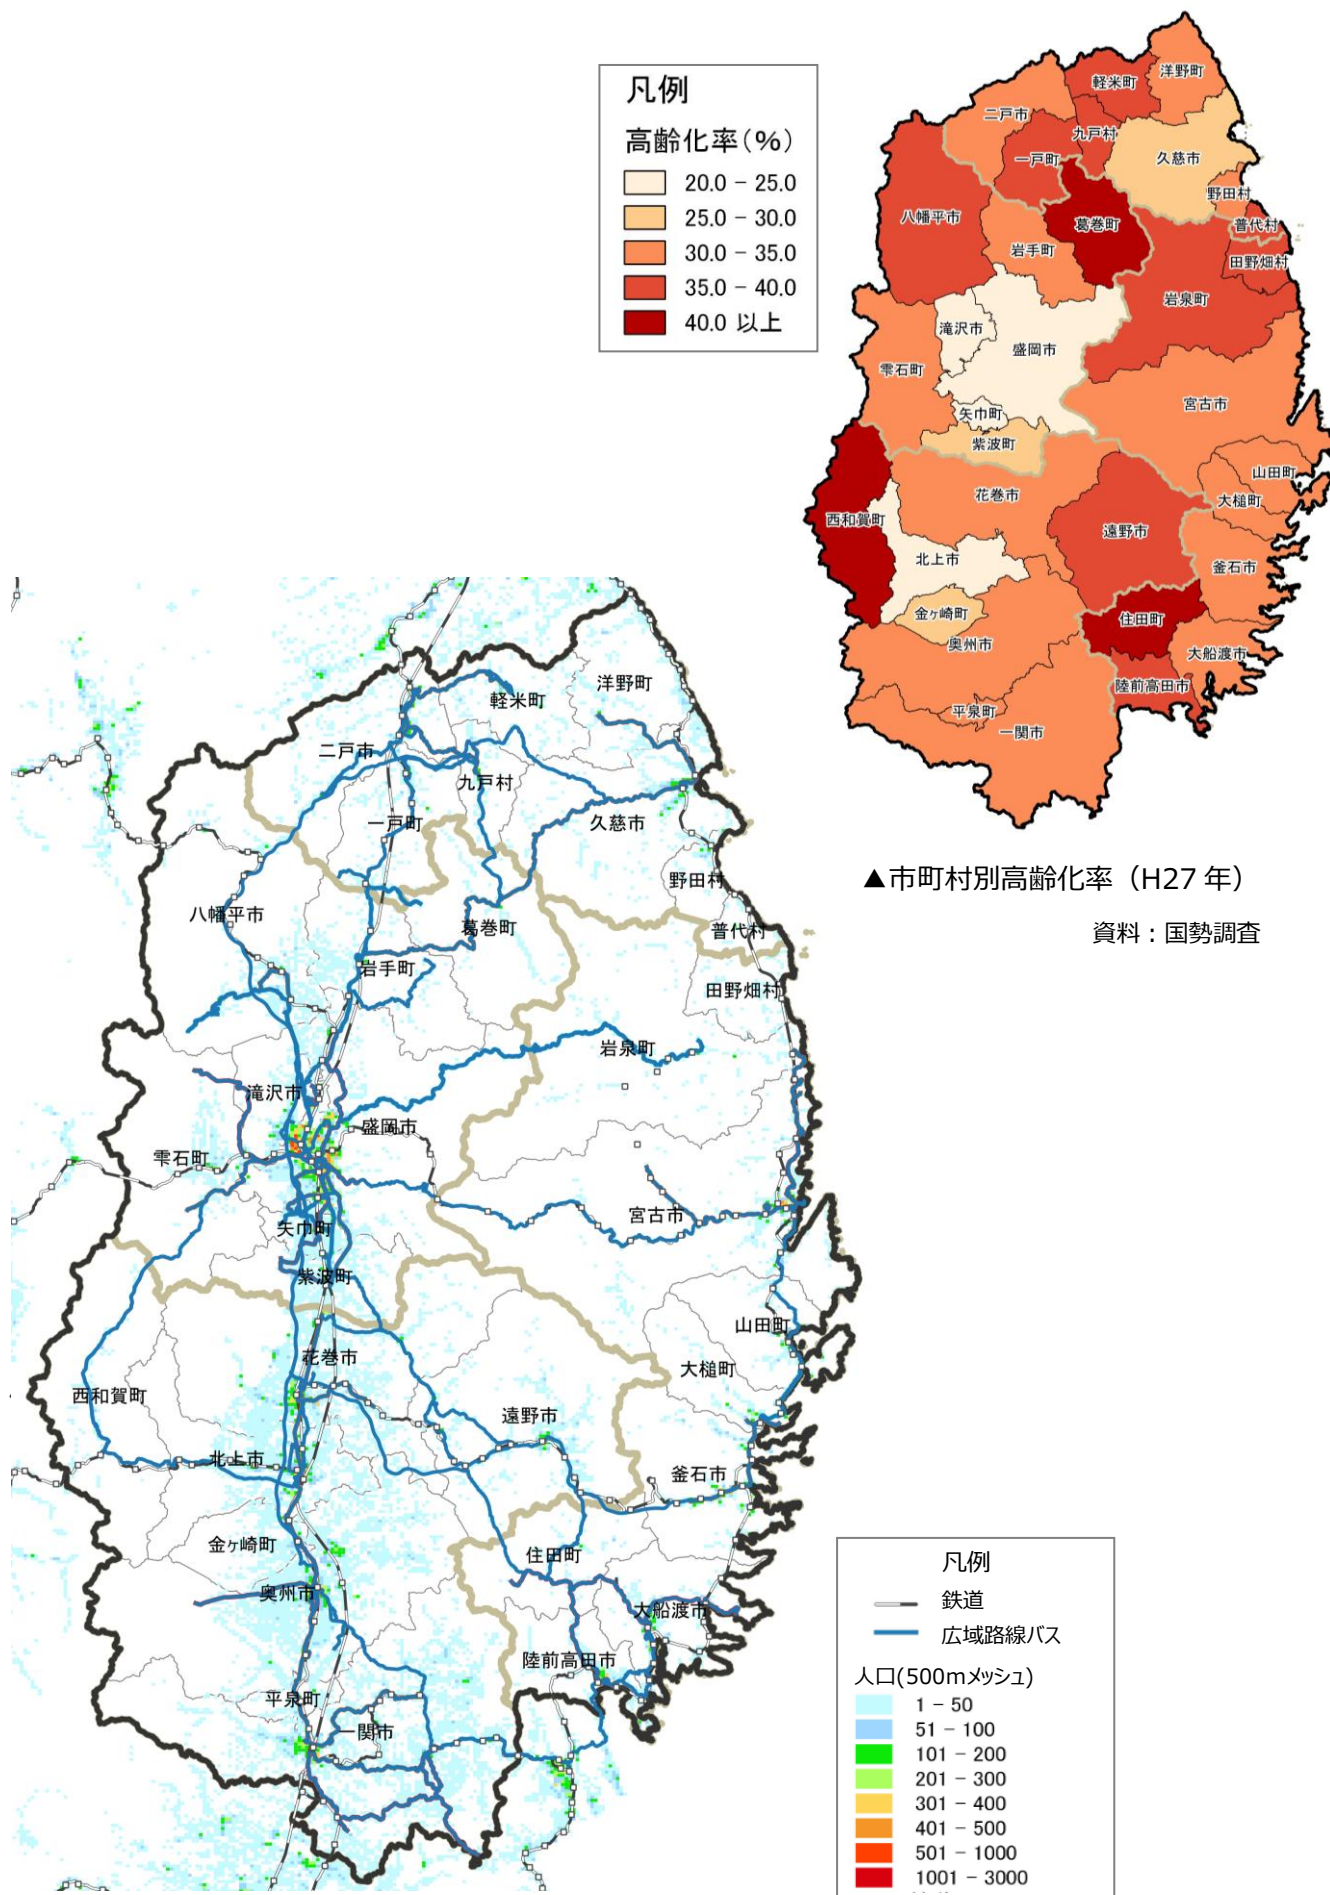 凡例
高齢化率(%)
20.0 - 25.0
25.0 - 30.0
30.0 - 35.0
35.0 - 40.0
40.0 以上
洋野町
軽米町
二戸市
九戸村
一戸町
久慈市
野田村
八幡平市
葛巻町
普代村
岩手町
田野畑村
岩泉町
滝沢市
盛岡市
雫石町
宮古市
矢巾町
紫波町
山田町
花巻市
大槌町
西和賀町
遠野市
北上市
釜石市
金ヶ崎町
住田町
奥州市
大船渡市
陸前高田市
平泉町
一関市
▲市町村別高齢化率(H27 年)
資料:国勢調査
洋野町
軽米町
二戸市
九戸村
一戸町
久慈市
野田村
八幡平市
葛巻町
普代村
岩手町
田野畑村
岩泉町
滝沢市
盛岡市
雫石町
宮古市
矢巾町
紫波町
山田町
花巻市
大槌町
西和賀町
遠野市
北上市
釜石市
金ヶ崎町
住田町
奥州市
大船渡市
陸前高田市
平泉町
一関市
凡例
鉄道
広域路線バス
人口(500mメッシュ)
1 - 50
51 - 100
101 - 200
201 - 300
301 - 400
401 - 500
501 - 1000
1001 - 3000